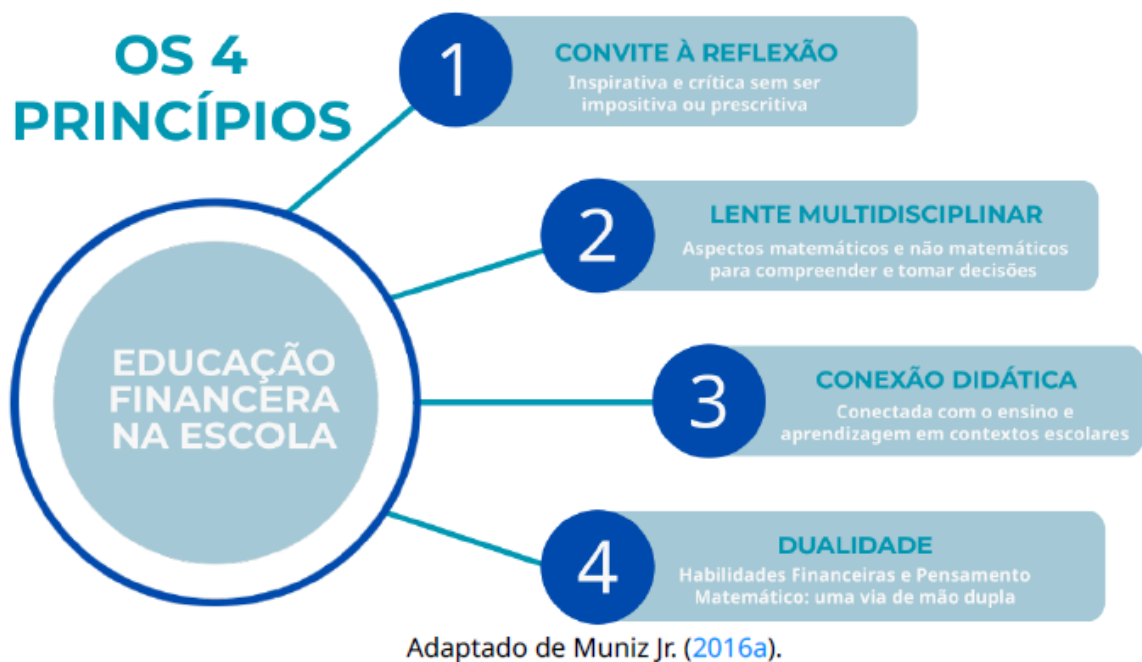 OS 4
PRINCÍPIOS
EDUCAÇÃO
FINANCERA
NA ESCOLA
1
CONVITE À REFLEXÃO
Inspirativa e crítica sem ser
impositiva ou prescritiva
2
LENTE MULTIDISCIPLINAR
Aspectos matemáticos e não matemáticos
para compreender e tomar decisões
3
CONEXÃO DIDÁTICA
Conectada com o ensino e
aprendizagem em contextos escolares
4
DUALIDADE
Habilidades Financeiras e Pensamento
Matemático: uma via de mão dupla
Adaptado de Muniz Jr. (2016a).